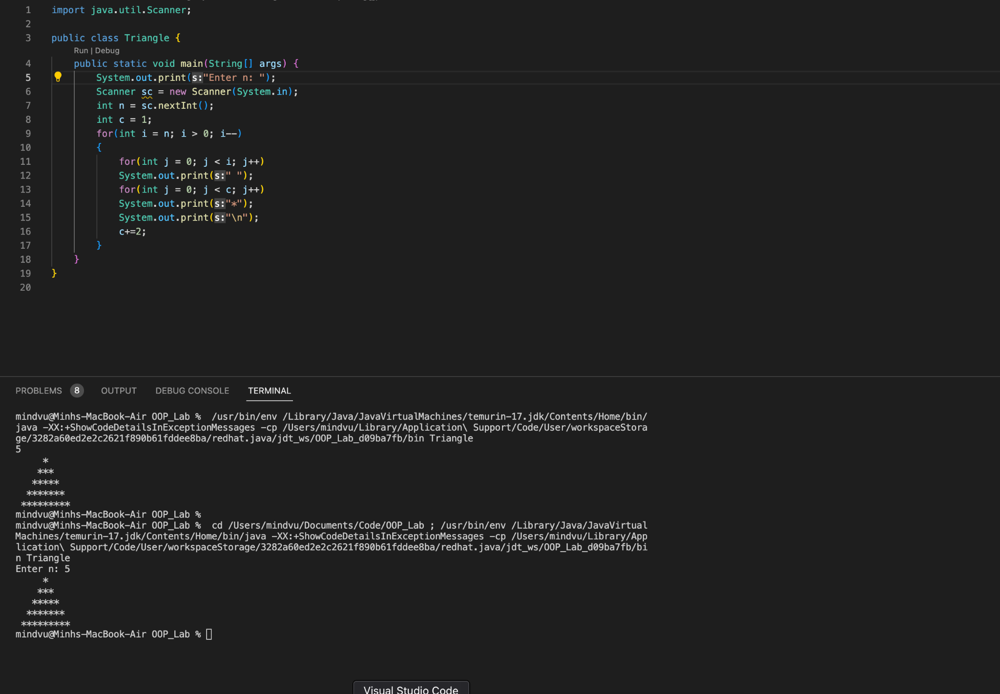 1 import java.util.Scanner;
2
3 public class Triangle {
Run | Debug
4 public static void main(String[] args) {
5 System.out.print(s:"Enter n: ");
6 Scanner sc = new Scanner(System.in);
7 int n = sc.nextInt();
8 int c = 1;
9 for(int i = n; i > 0; i--)
10 {
11 for(int j = 0; j < i; j++)
12 System.out.print(s:" ");
13 for(int j = 0; j < c; j++)
14 System.out.print(s:"*");
15 System.out.print(s:"\n");
16 c+=2;
17 }
18 }
19 }
20
PROBLEMS 8 OUTPUT DEBUG CONSOLE TERMINAL
mindvu@Minhs-MacBook-Air OOP_Lab %  /usr/bin/env /Library/Java/JavaVirtualMachines/temurin-17.jdk/Contents/Home/bin/
java -XX:+ShowCodeDetailsInExceptionMessages -cp /Users/mindvu/Library/Application\ Support/Code/User/workspaceStora
ge/3282a60ed2e2c2621f890b61fddee8ba/redhat.java/jdt_ws/OOP_Lab_d09ba7fb/bin Triangle
5
     *
    ***
   *****
  *******
 *********
mindvu@Minhs-MacBook-Air OOP_Lab %
mindvu@Minhs-MacBook-Air OOP_Lab %  cd /Users/mindvu/Documents/Code/OOP_Lab ; /usr/bin/env /Library/Java/JavaVirtual
Machines/temurin-17.jdk/Contents/Home/bin/java -XX:+ShowCodeDetailsInExceptionMessages -cp /Users/mindvu/Library/App
lication\ Support/Code/User/workspaceStorage/3282a60ed2e2c2621f890b61fddee8ba/redhat.java/jdt_ws/OOP_Lab_d09ba7fb/bi
n Triangle
Enter n: 5
     *
    ***
   *****
  *******
 *********
mindvu@Minhs-MacBook-Air OOP_Lab %
Visual Studio Code